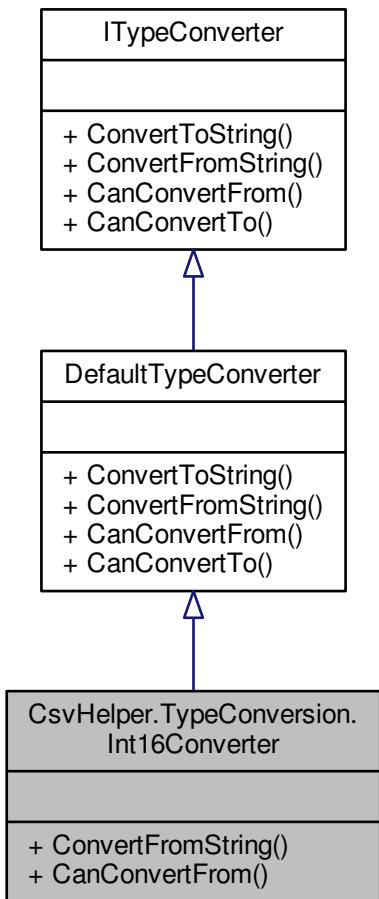 ITypeConverter
+ ConvertToString()
+ ConvertFromString()
+ CanConvertFrom()
+ CanConvertTo()
DefaultTypeConverter
+ ConvertToString()
+ ConvertFromString()
+ CanConvertFrom()
+ CanConvertTo()
CsvHelper.TypeConversion.
Int16Converter
+ ConvertFromString()
+ CanConvertFrom()